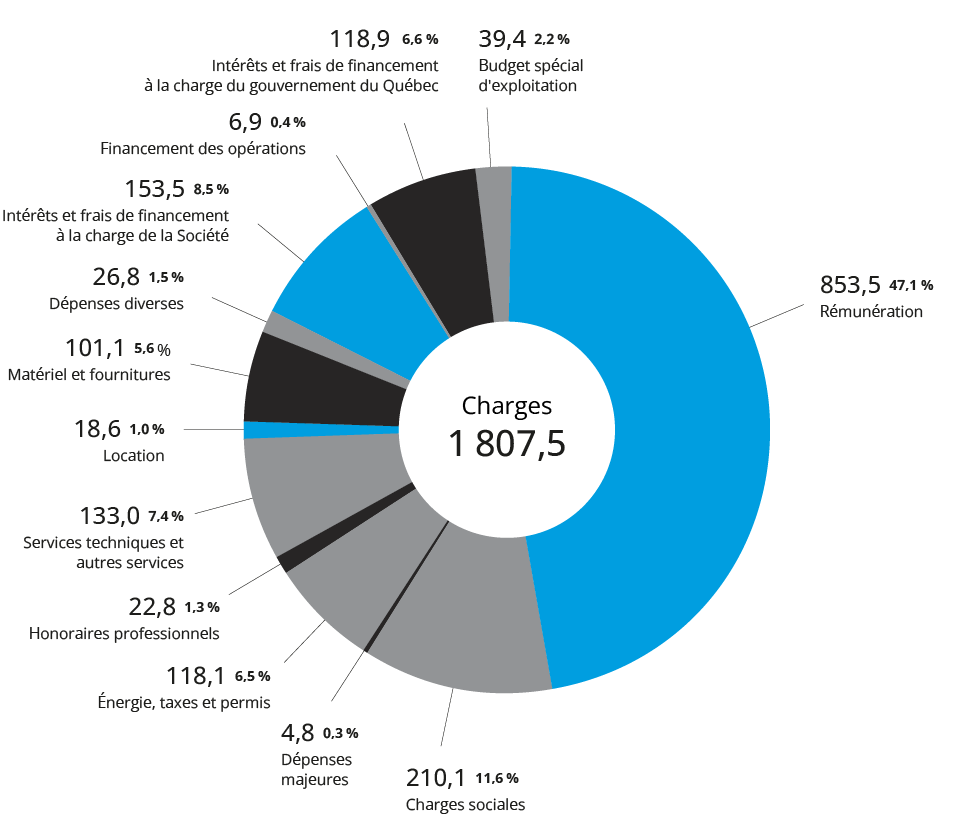 118,9 6,6 %
Intérêts et frais de financement
à la charge du gouvernement du Québec
39,4 2,2 %
Budget spécial
d'exploitation
6,9 0,4 %
Financement des opérations
153,5 8,5 %
Intérêts et frais de financement
à la charge de la Société
26,8 1,5 %
Dépenses diverses
853,5 47,1 %
Rémunération
101,1 5,6 %
Matériel et fournitures
Charges
1 807,5
18,6 1,0 %
Location
133,0 7,4 %
Services techniques et
autres services
22,8 1,3 %
Honoraires professionnels
118,1 6,5 %
Énergie, taxes et permis
4,8 0,3 %
Dépenses
majeures
210,1 11,6 %
Charges sociales